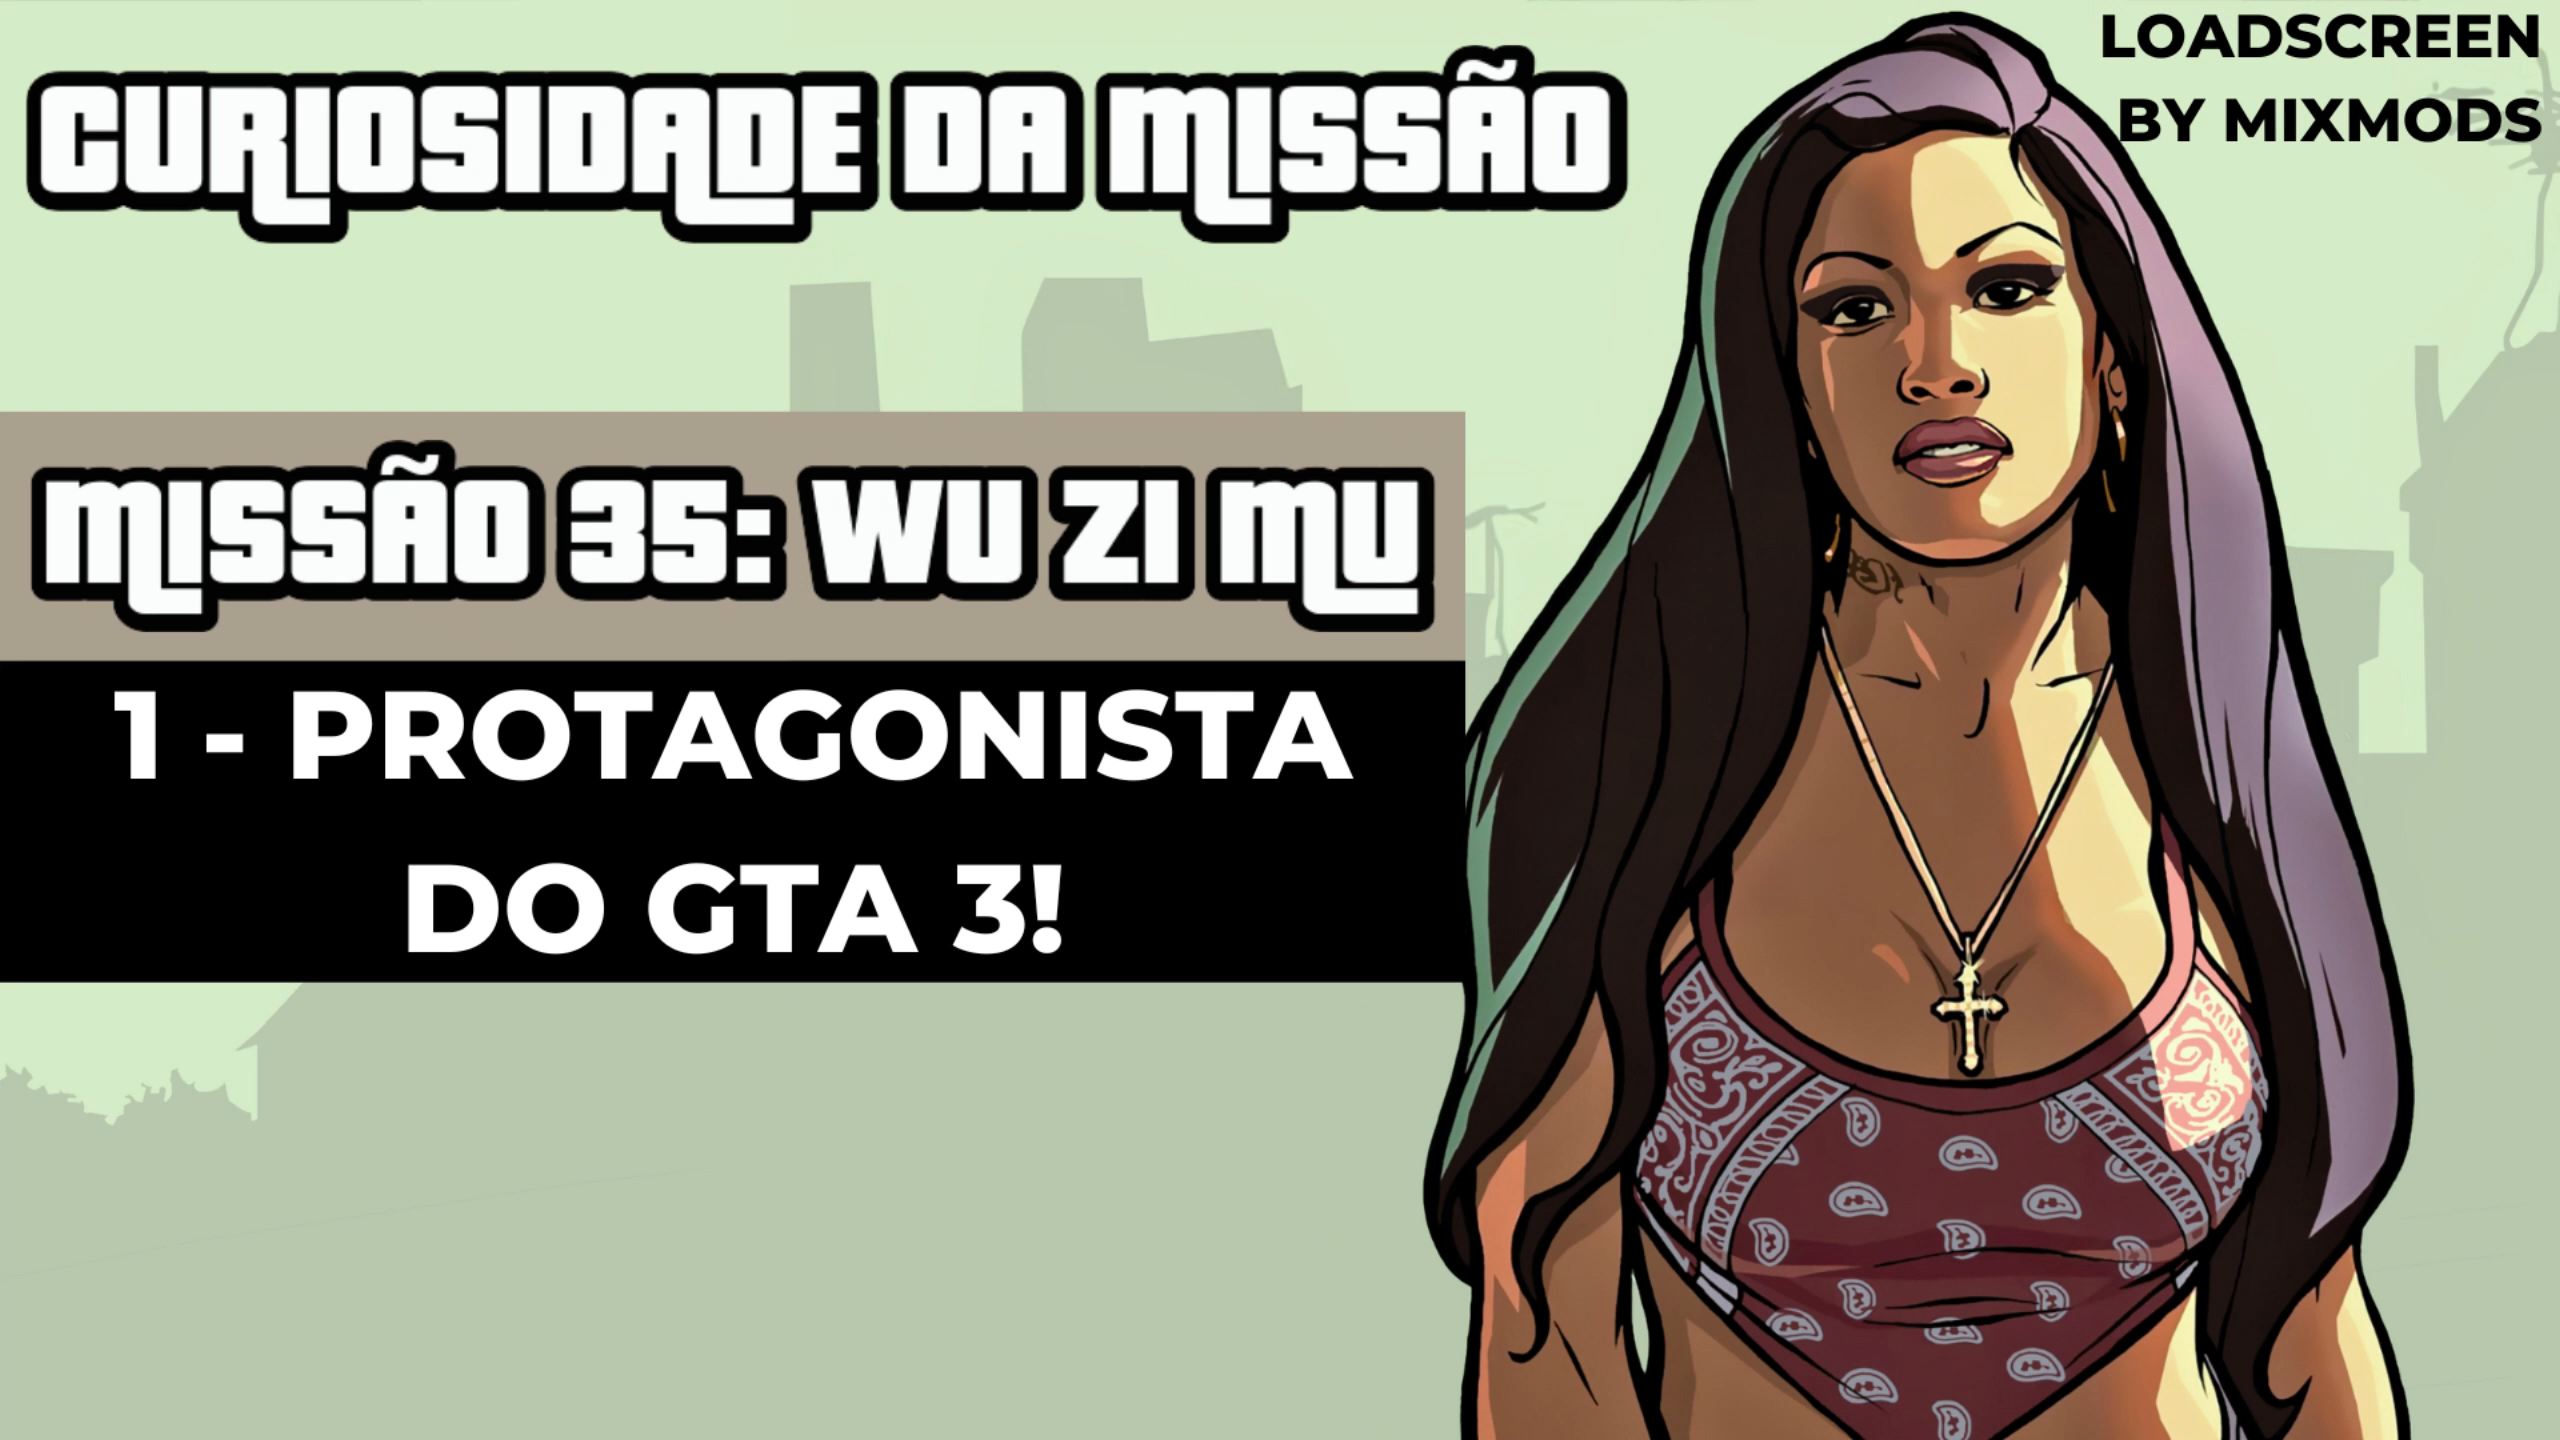 CURIOSIDADE DA MISSÃO
LOADSCREEN
BY MIXMODS
MISSÃO 35: WU ZI MU
1 - PROTAGONISTA
DO GTA 3!